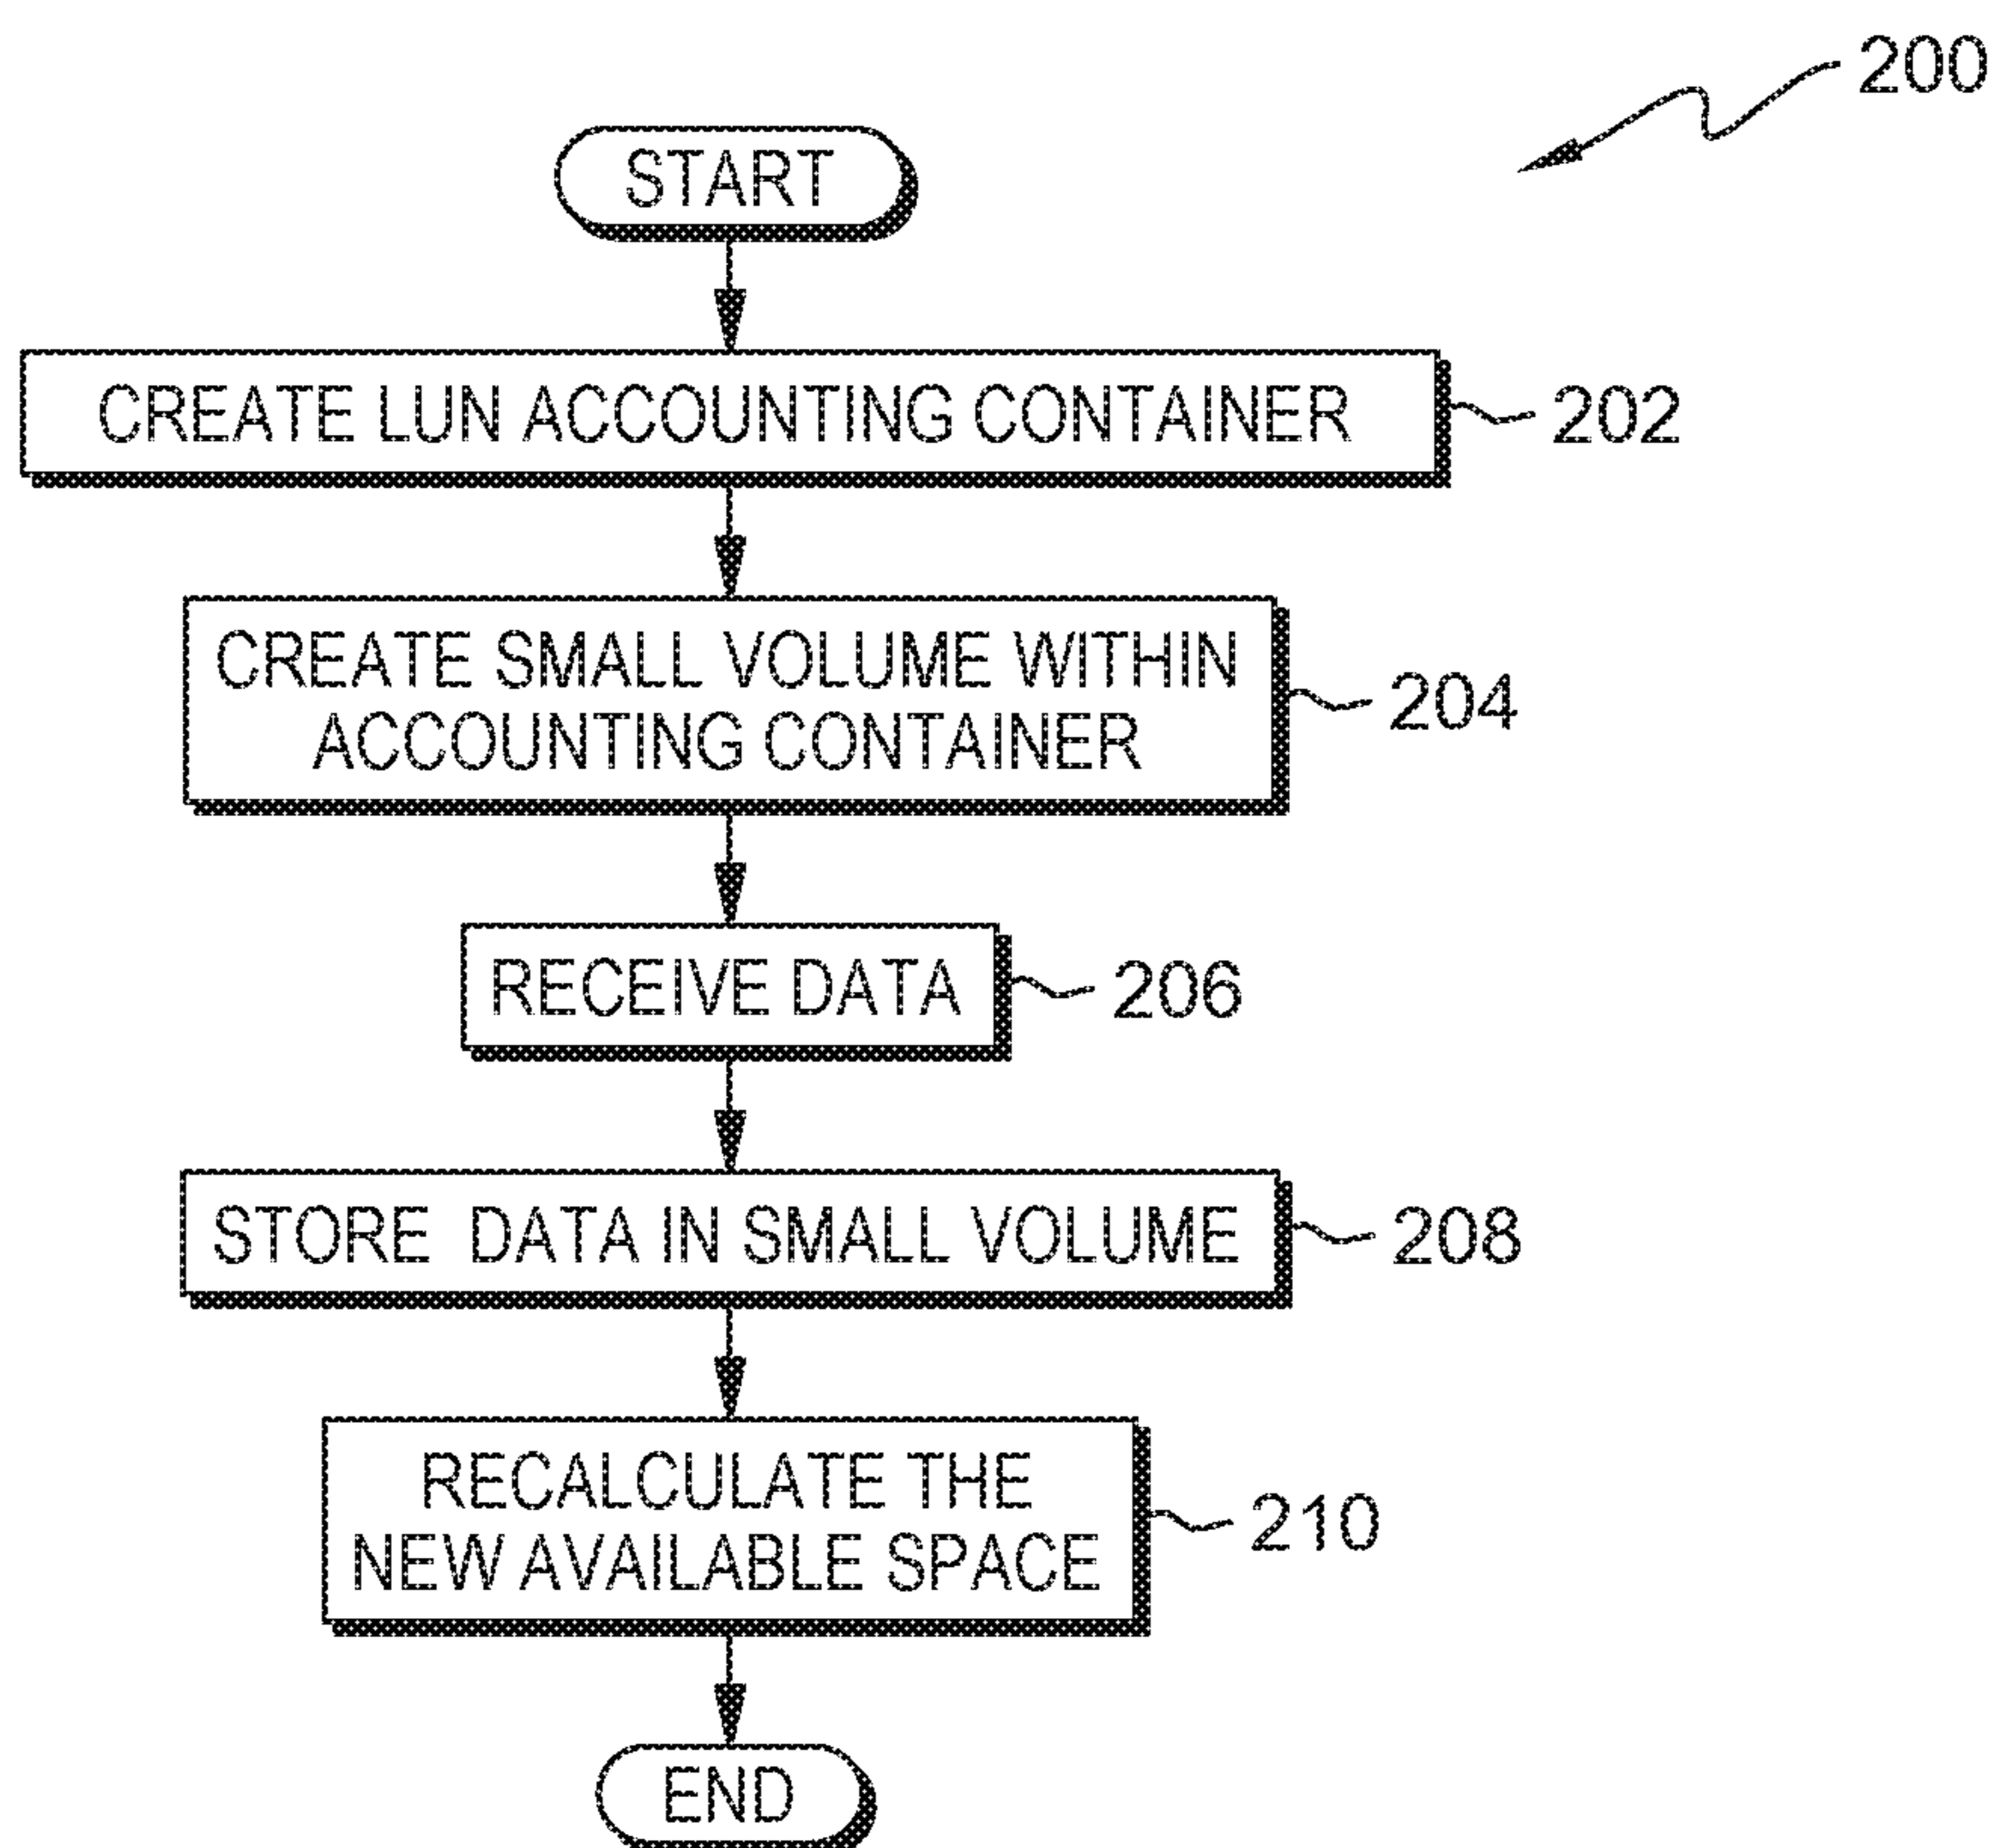 200
START
CREATE LUN ACCOUNTING CONTAINER
202
CREATE SMALL VOLUME WITHIN
ACCOUNTING CONTAINER
204
RECEIVE DATA
206
STORE DATA IN SMALL VOLUME
208
RECALCULATE THE
NEW AVAILABLE SPACE
210
END